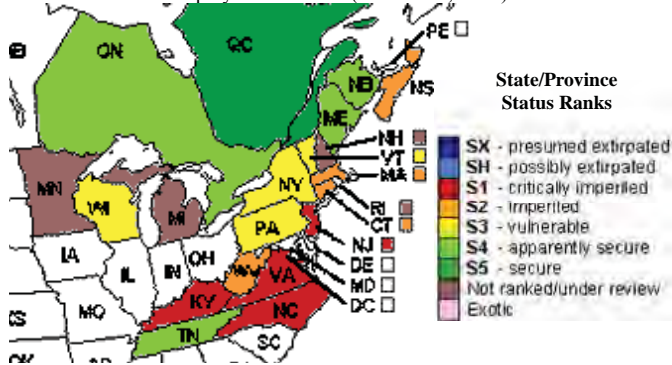 PE
QC
ON
NB
NS
ME
NH
VT
MA
MN
WI
MI
NY
RI
CT
PA
NJ
IA
IL
IN
OH
DE
WV
VA
MD
KY
DC
MO
NC
TN
SC
State/Province
Status Ranks
SX - presumed extirpated
SH - possibly extirpated
S1 - critically imperiled
S2 - imperiled
S3 - vulnerable
S4 - apparently secure
S5 - secure
Not ranked/under review
Exotic